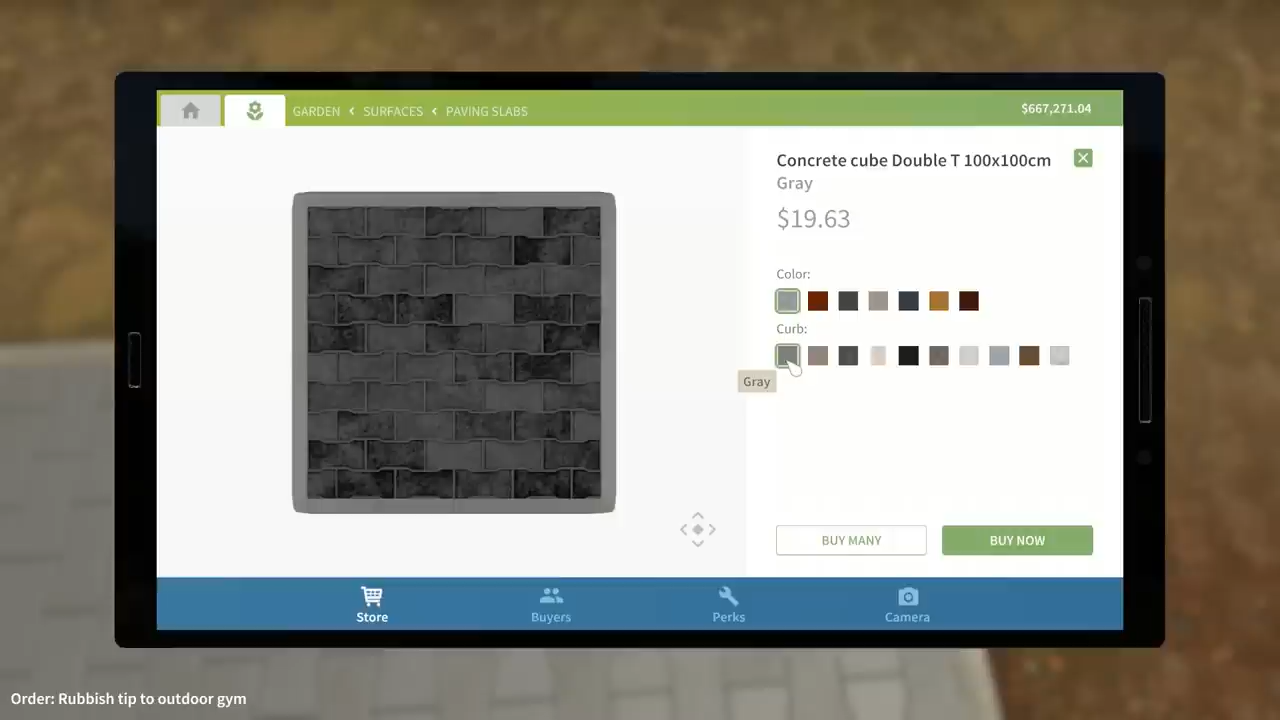 GARDEN < SURFACES < PAVING SLABS
$667,271.04
Concrete cube Double T 100x100cm
Gray
$19.63
Color:
Curb:
Gray
BUY MANY
BUY NOW
Store
Buyers
Perks
Camera
Order: Rubbish tip to outdoor gym